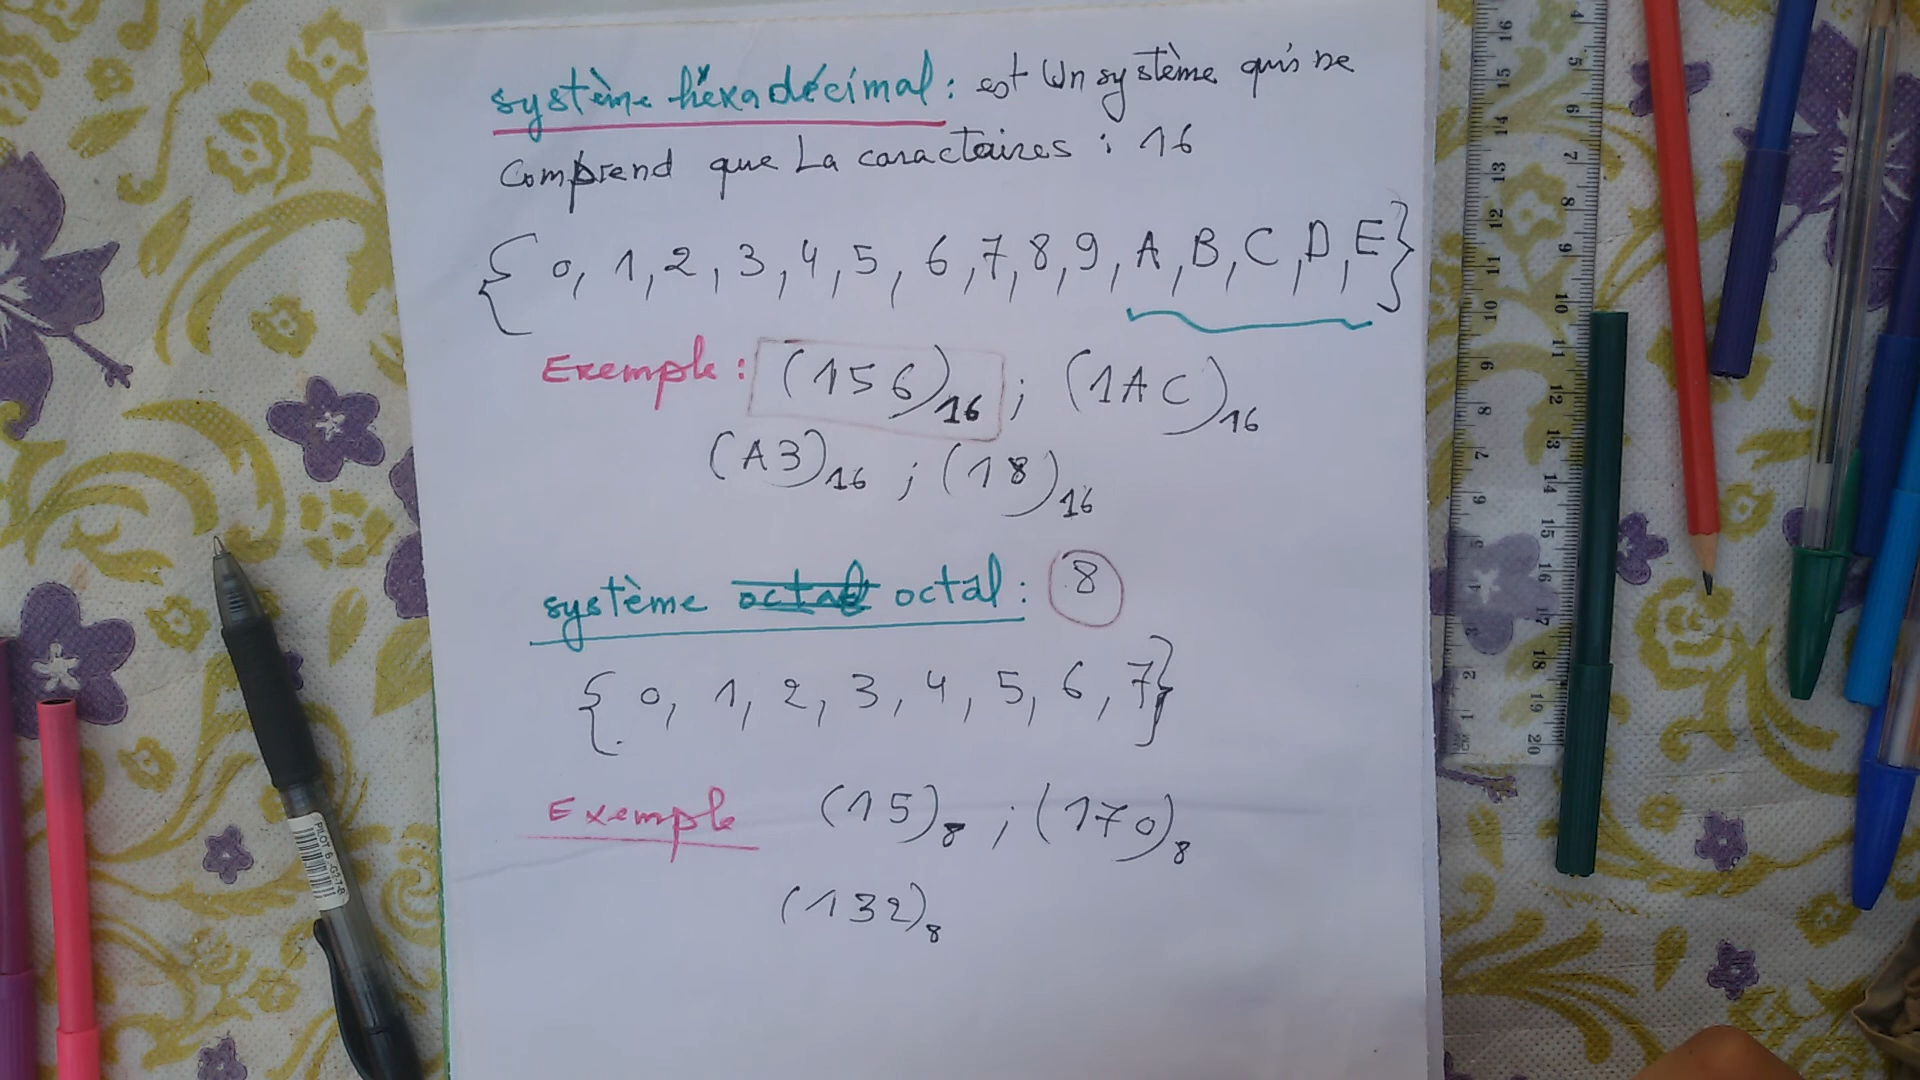 système hexadécimal : est un système qui ne
Comprend que La caractaires : 16
{ 0, 1, 2, 3, 4, 5, 6, 7, 8, 9, A, B, C, D, E }
Exemple : (156)16 ; (1AC)16
(A3)16 ; (18)16
système octal octal : 8
{ 0, 1, 2, 3, 4, 5, 6, 7 }
Exemple (15)8 ; (170)8
(132)8